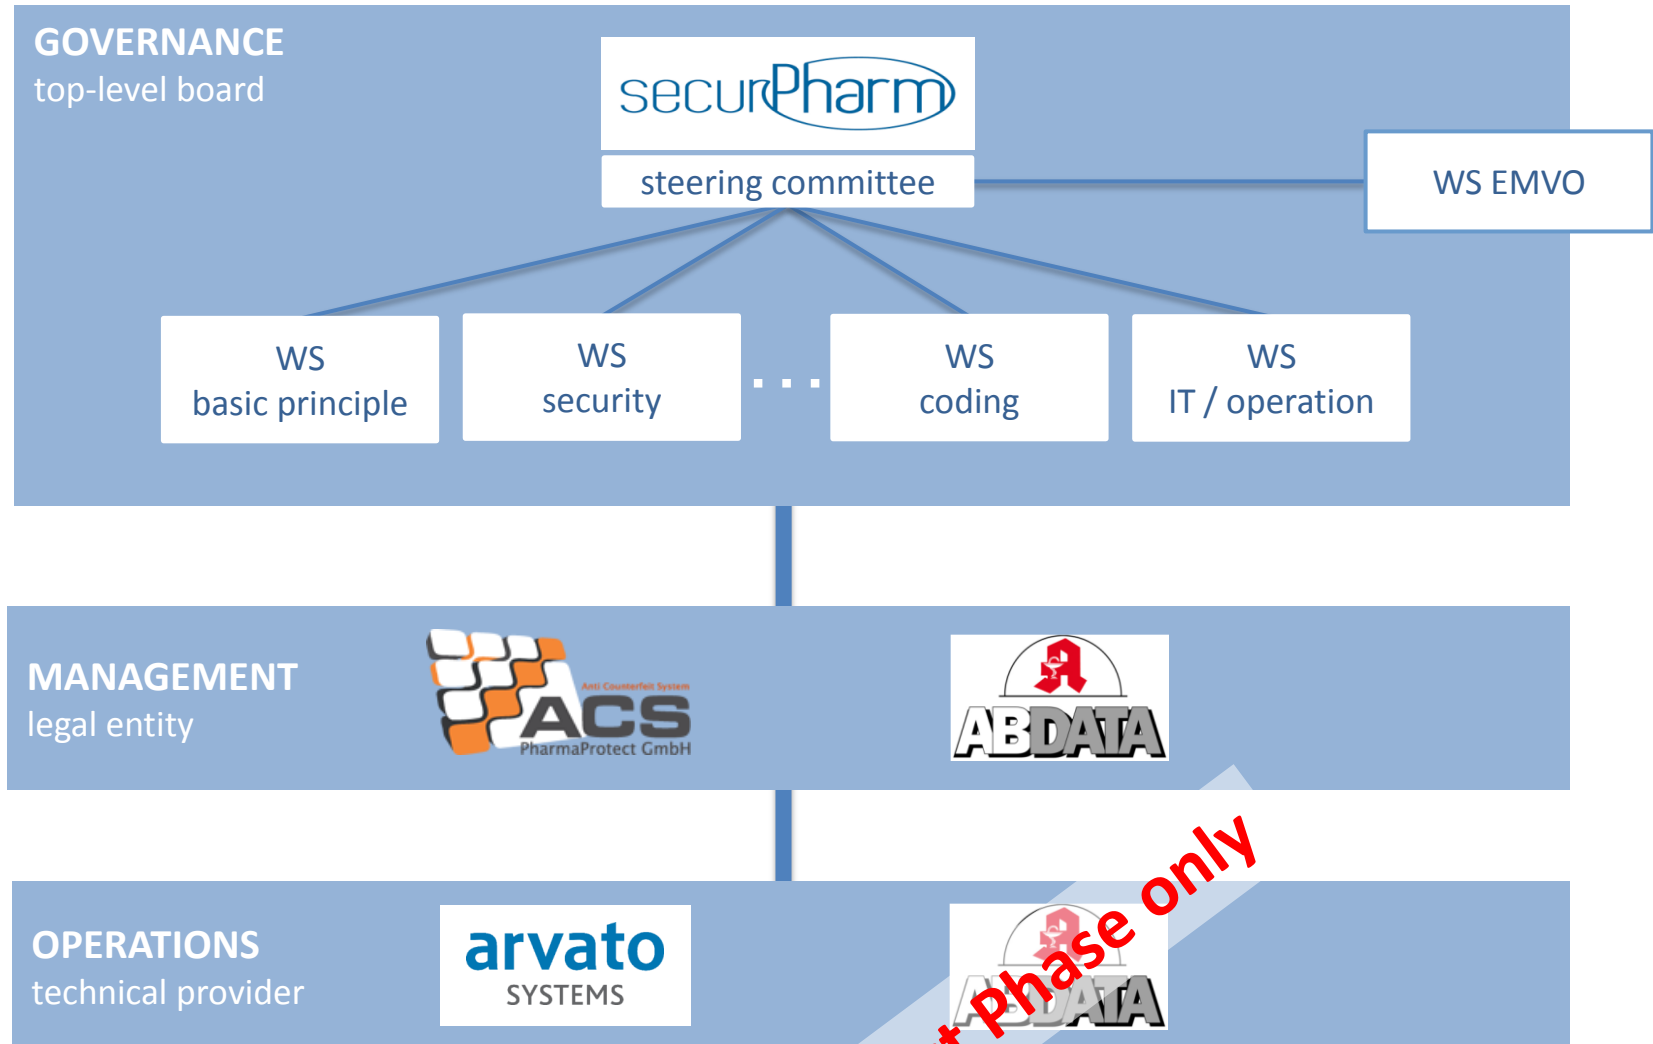 GOVERNANCE
top-level board
securPharm
steering committee
WS EMVO
WS
basic principle
WS
security
...
WS
coding
WS
IT / operation
MANAGEMENT
legal entity
Anti Counterfeit System
ACS
PharmaProtect GmbH
A
ABDATA
OPERATIONS
technical provider
arvato
SYSTEMS
A
ABDATA
Phase only